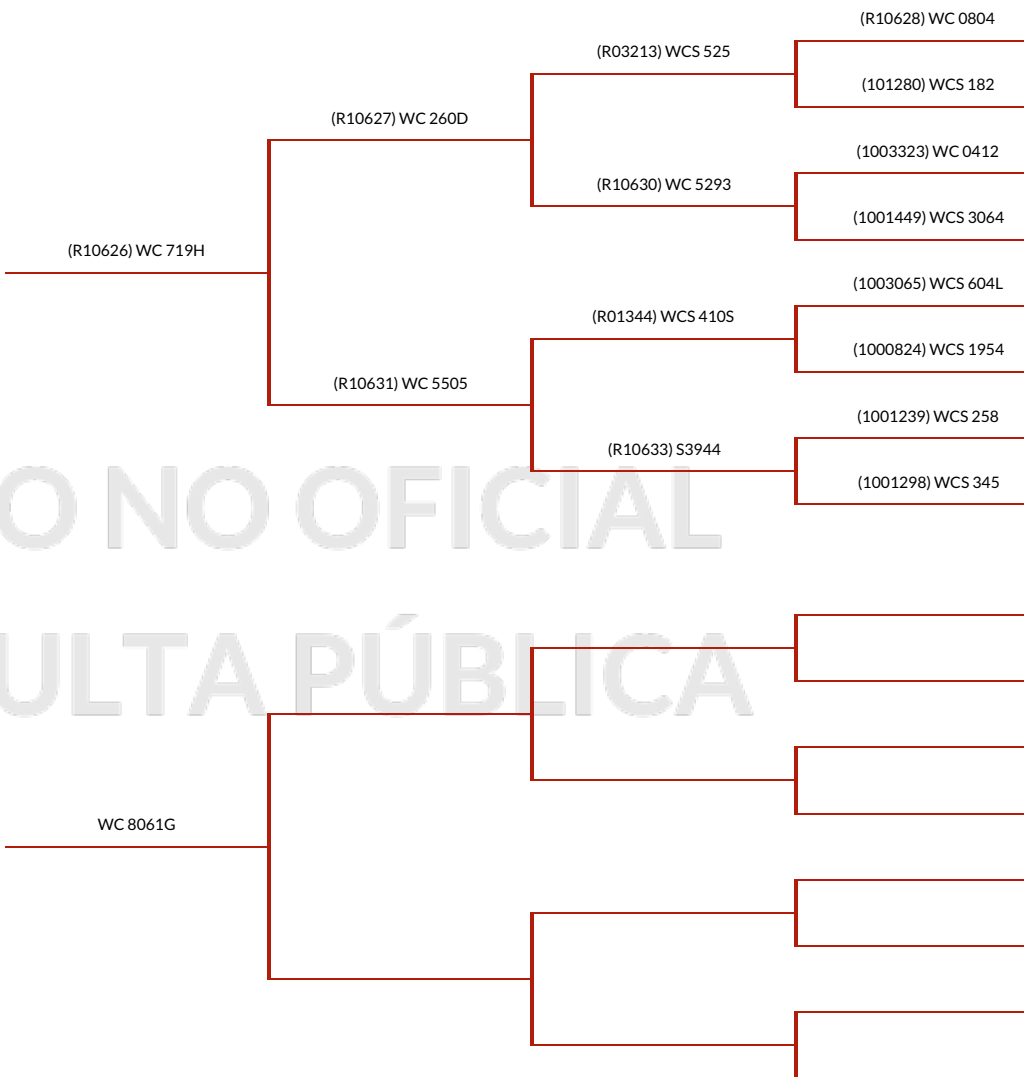 (R10628) WC 0804
(R03213) WCS 525
(101280) WCS 182
(R10627) WC 260D
(1003323) WC 0412
(R10630) WC 5293
(1001449) WCS 3064
(R10626) WC 719H
(1003065) WCS 604L
(R01344) WCS 410S
(1000824) WCS 1954
(R10631) WC 5505
(1001239) WCS 258
(R10633) S3944
(1001298) WCS 345
O NO OFICIAL
ULTA PÚBLICA
WC 8061G